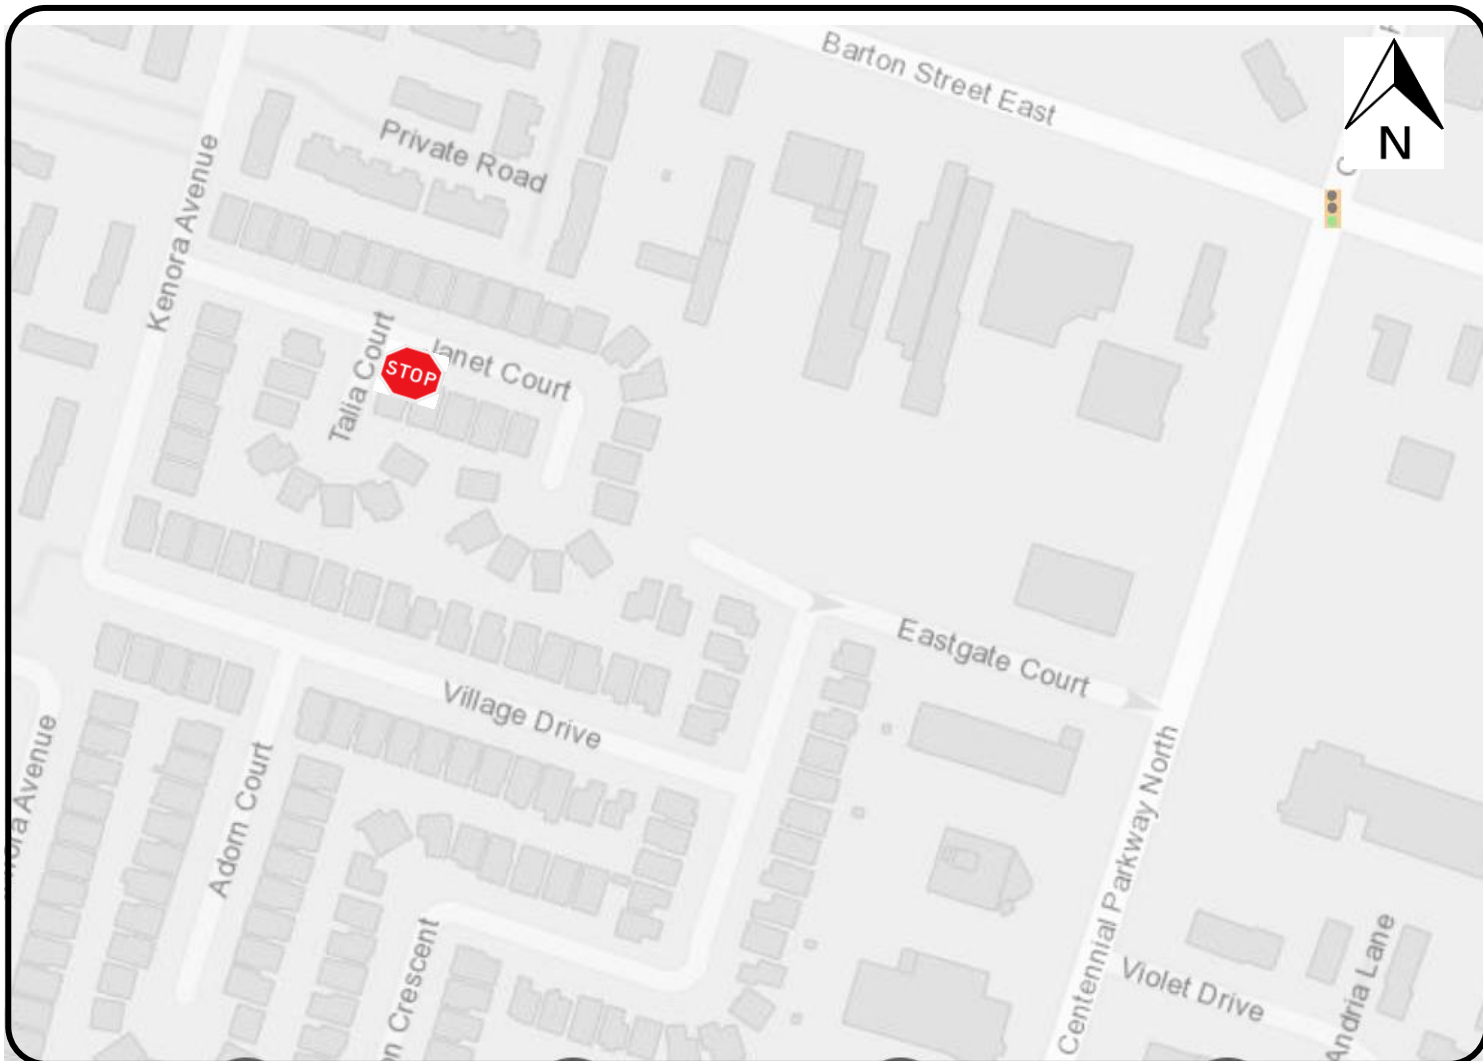 Barton Street East
N
Private Road
Kenora Avenue
Talia Court
Janet Court
STOP
Eastgate Court
Village Drive
Centennial Parkway North
Adorn Court
Violet Drive
Andria Lane
Avenue
Crescent